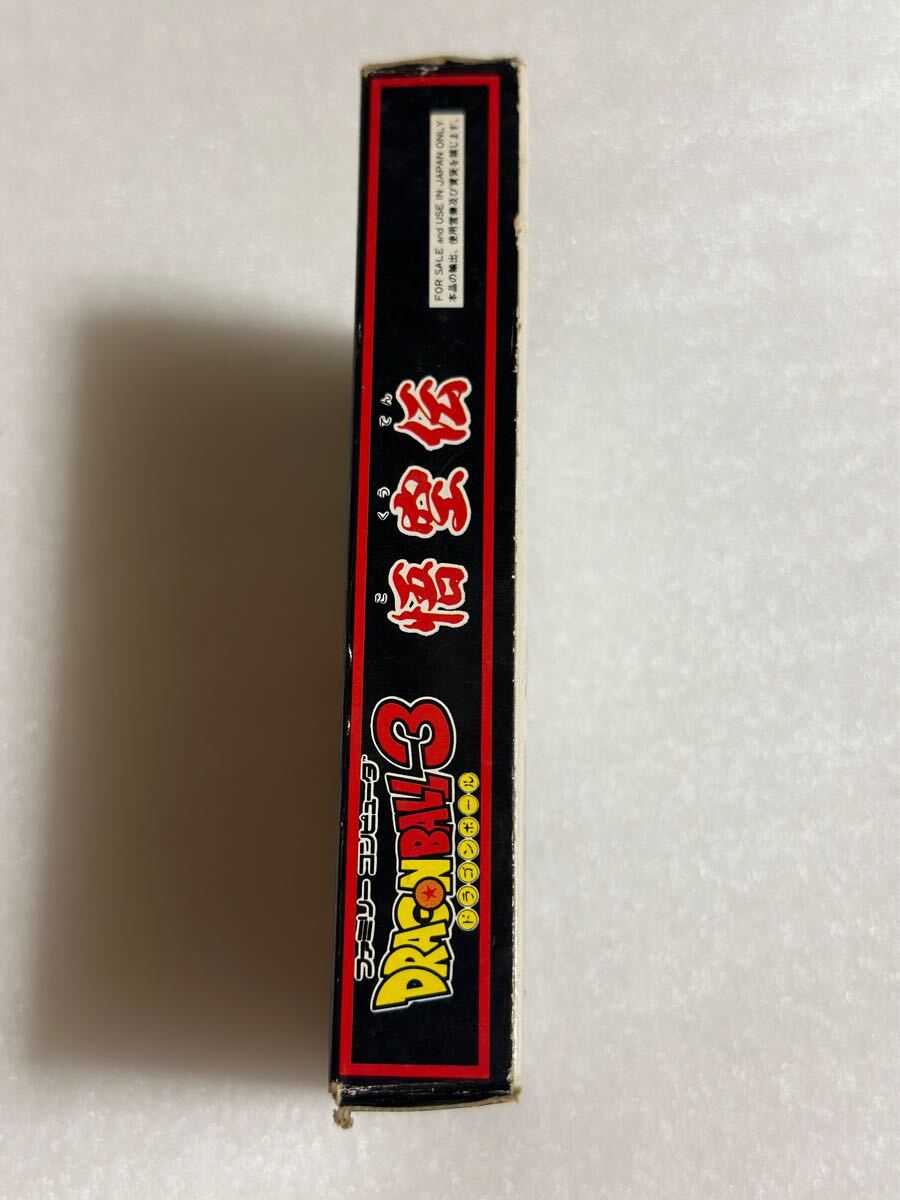 ファミリーコンピュータ
DRAGON BALL 3
ドラゴンボール
ごくうでん
悟空伝
FOR SALE and USE IN JAPAN ONLY
本品の輸出、使用営業及び賃貸を禁じます。